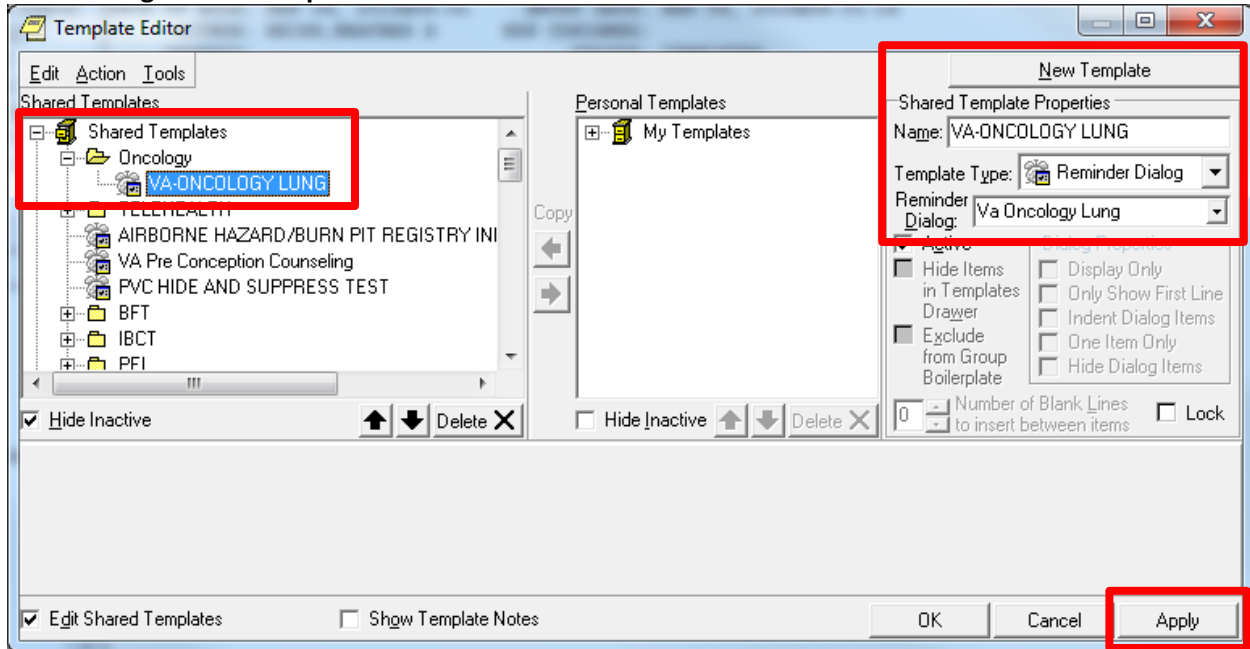 Template Editor
Edit Action Tools
New Template
Shared Templates
Personal Templates
Shared Template Properties
Shared Templates
My Templates
Name: VA-ONCOLOGY LUNG
Oncology
VA-ONCOLOGY LUNG
Template Type: Reminder Dialog
TELEHEALTH
Copy
Reminder
Dialog: Va Oncology Lung
AIRBORNE HAZARD/BURN PIT REGISTRY INI
Active
Dialog Properties
VA Pre Conception Counseling
Hide Items
in Templates
Drawer
Display Only
PVC HIDE AND SUPPRESS TEST
Only Show First Line
BFT
Indent Dialog Items
IBCT
Exclude
from Group
Boilerplate
One Item Only
PFI
Hide Dialog Items
Hide Inactive
Delete
Hide Inactive
Delete
0
Number of Blank Lines
to insert between items
Lock
Edit Shared Templates
Show Template Notes
OK
Cancel
Apply